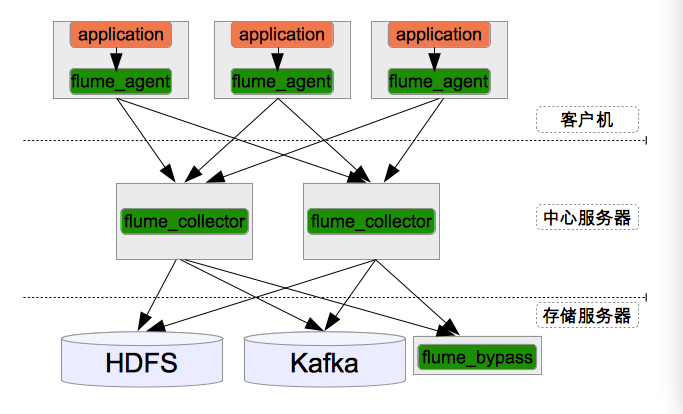 application
application
application
flume_agent
flume_agent
flume_agent
客户机
flume_collector
flume_collector
中心服务器
存储服务器
HDFS
Kafka
flume_bypass